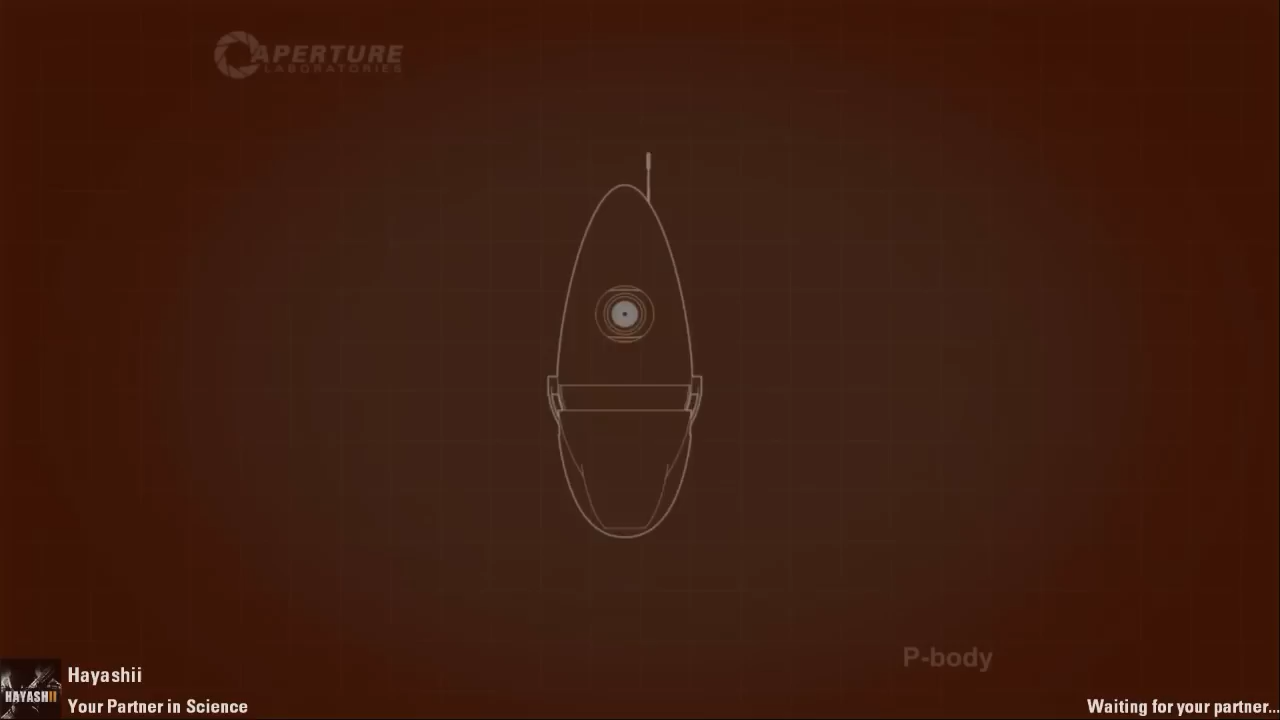 APERTURE
LABORATORIES
P-body
HAYASHII
Hayashii
Your Partner in Science
Waiting for your partner...